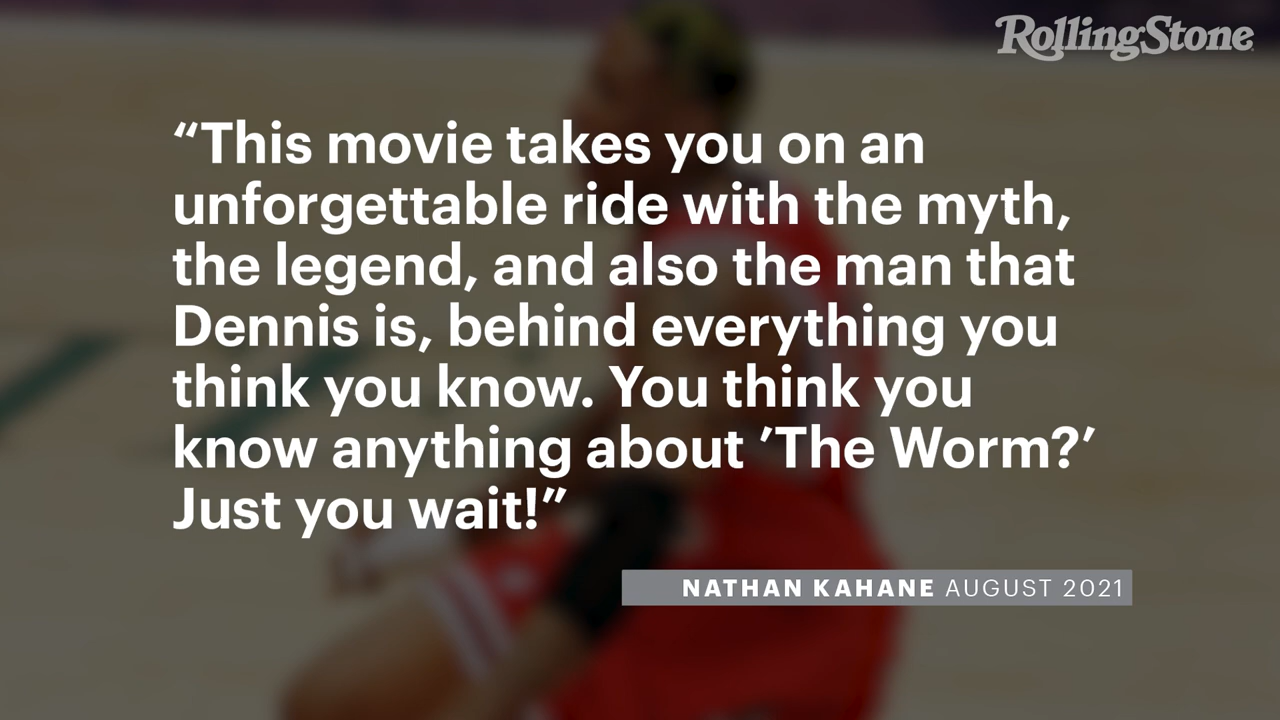 RollingStone
“This movie takes you on an
unforgettable ride with the myth,
the legend, and also the man that
Dennis is, behind everything you
think you know. You think you
know anything about ’The Worm?’
Just you wait!”
NATHAN KAHANE AUGUST 2021